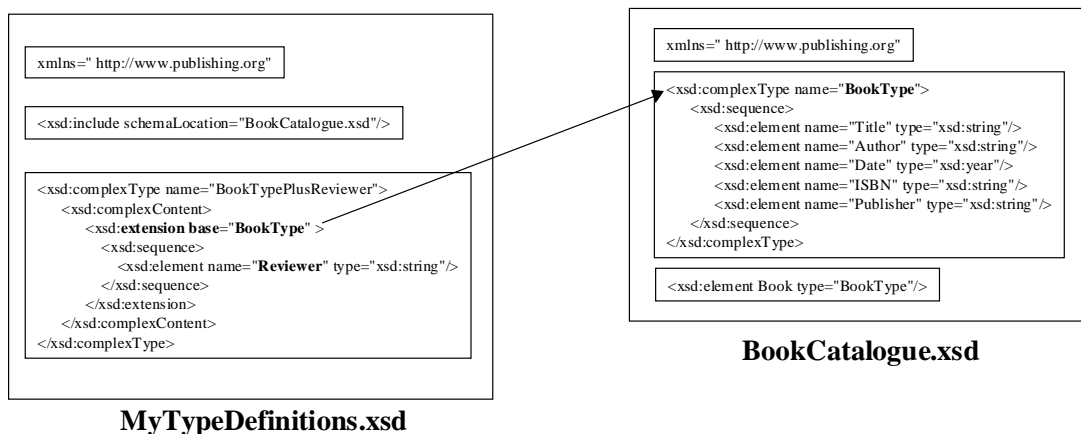 xmlns=" http://www.publishing.org"
<xsd:include schemaLocation="BookCatalogue.xsd"/>
<xsd:complexType name="BookTypePlusReviewer">
<xsd:complexContent>
<xsd:extension base="BookType" >
<xsd:sequence>
<xsd:element name="Reviewer" type="xsd:string"/>
</xsd:sequence>
</xsd:extension>
</xsd:complexContent>
</xsd:complexType>
MyTypeDefinitions.xsd
xmlns=" http://www.publishing.org"
<xsd:complexType name="BookType">
<xsd:sequence>
<xsd:element name="Title" type="xsd:string"/>
<xsd:element name="Author" type="xsd:string"/>
<xsd:element name="Date" type="xsd:year"/>
<xsd:element name="ISBN" type="xsd:string"/>
<xsd:element name="Publisher" type="xsd:string"/>
</xsd:sequence>
</xsd:complexType>
<xsd:element Book type="BookType"/>
BookCatalogue.xsd